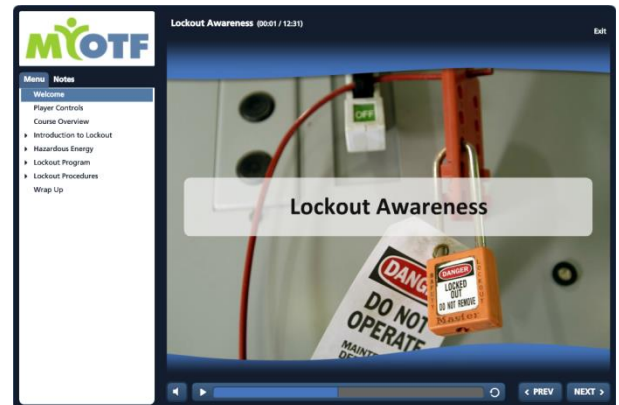 MYOTF
Lockout Awareness (00:01 / 12:31)
Exit
Menu Notes
Welcome
Player Controls
Course Overview
Introduction to Lockout
Hazardous Energy
Lockout Program
Lockout Procedures
Wrap Up
OFF
Lockout Awareness
DANGER
DO NOT
OPERATE
DANGER
LOCKED
OUT
DO NOT REMOVE
Master
< PREV
NEXT >